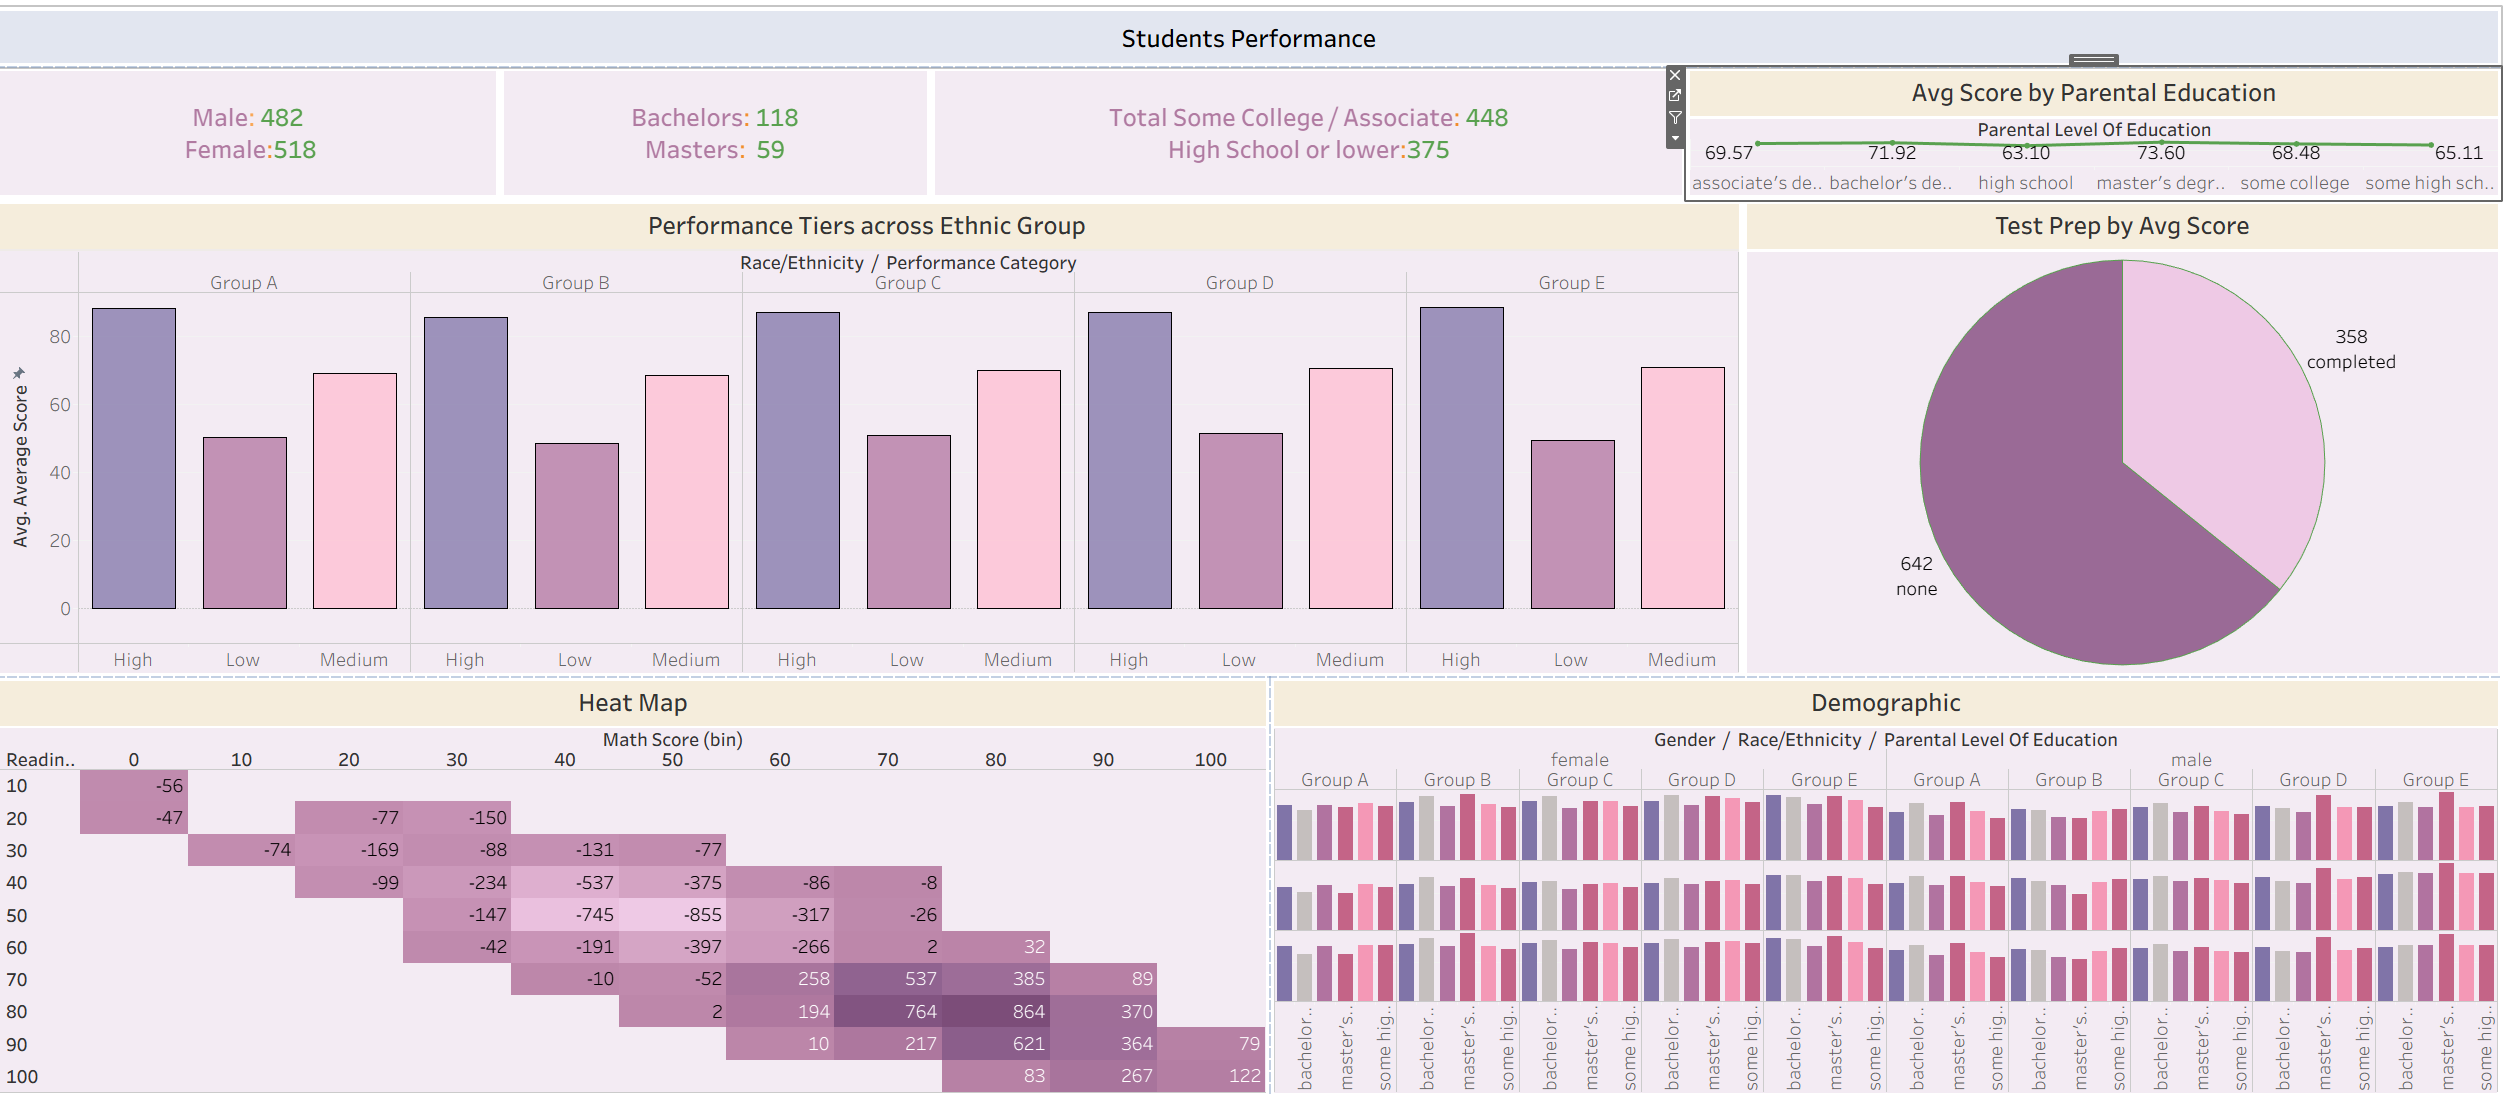 Students Performance
Male: 482
Female:518
Bachelors: 118
Masters: 59
Total Some College / Associate: 448
High School or lower:375
Avg Score by Parental Education
Parental Level Of Education
69.57 71.92 63.10 73.60 68.48 65.11
associate's de.. bachelor's de.. high school master's degr.. some college some high sch..
Performance Tiers across Ethnic Group
Race/Ethnicity / Performance Category
Group A Group B Group C Group D Group E
Avg. Average Score
80
60
40
20
0
High Low Medium High Low Medium High Low Medium High Low Medium High Low Medium
Test Prep by Avg Score
358
completed
642
none
Heat Map
Math Score (bin)
Readin.. 0 10 20 30 40 50 60 70 80 90 100
10 -56
20 -47 -77 -150
30 -74 -169 -88 -131 -77
40 -99 -234 -537 -375 -86 -8
50 -147 -745 -855 -317 -26
60 -42 -191 -397 -266 2 32
70 -10 -52 258 537 385 89
80 2 194 764 864 370
90 10 217 621 364 79
100 83 267 122
Demographic
Gender / Race/Ethnicity / Parental Level Of Education
female male
Group A Group B Group C Group D Group E Group A Group B Group C Group D Group E
bachelor.. master's.. some hig.. bachelor.. master's.. some hig.. bachelor.. master's.. some hig.. bachelor.. master's.. some hig.. bachelor.. master's.. some hig.. bachelor.. master's.. some hig.. bachelor.. master's.. some hig.. bachelor.. master's.. some hig.. bachelor.. master's.. some hig.. bachelor.. master's.. some hig..